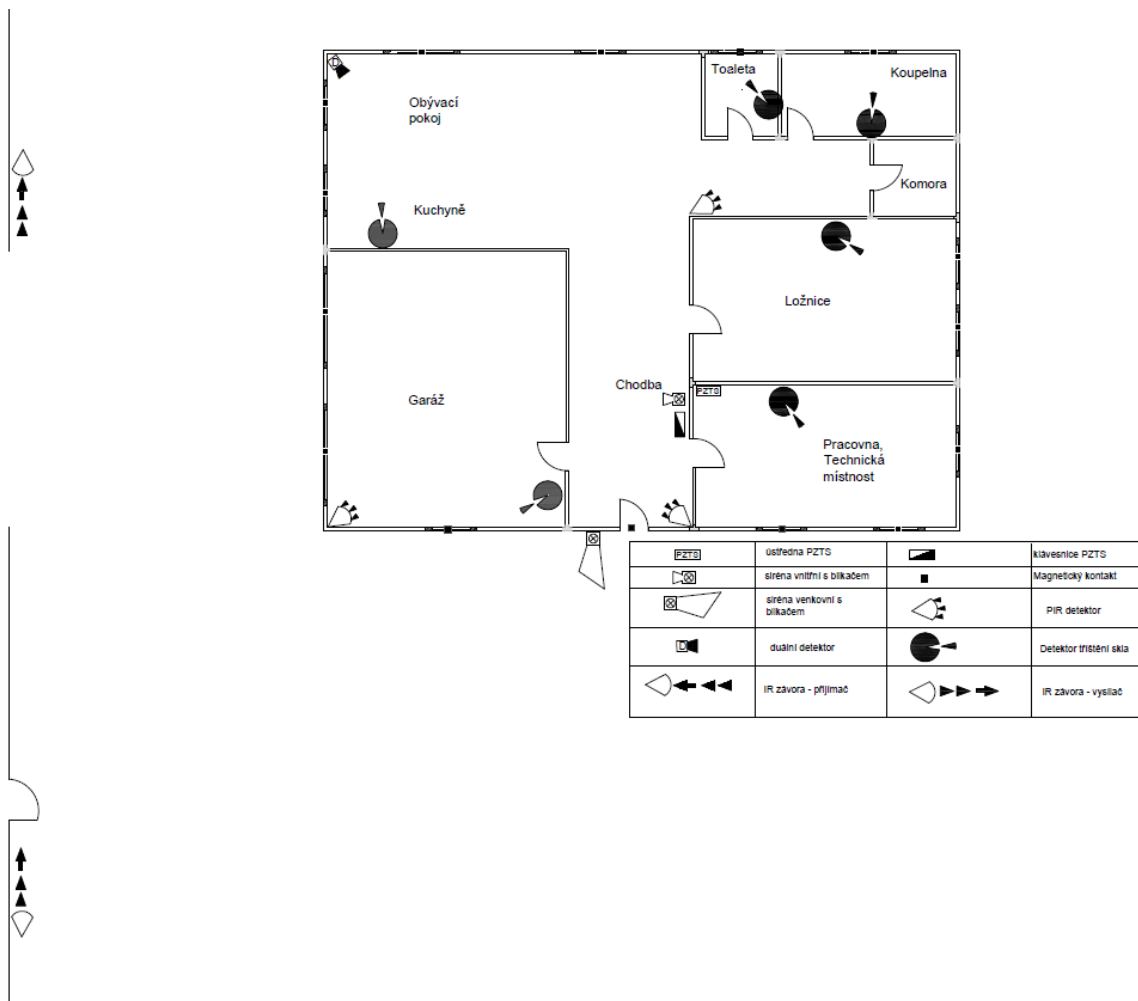 Toaleta
Koupelna
Obývací
pokoj
Komora
Kuchyně
Ložnice
Chodba
PZTS
Garáž
Pracovna,
Technická
místnost
PZTS
ústředna PZTS
klávesnice PZTS
siréna vnitřní s blikačem
Magnetický kontakt
siréna venkovní s
blikačem
PIR detektor
D
duální detektor
Detektor tříštění skla
IR závora - přijímač
IR závora - vysílač